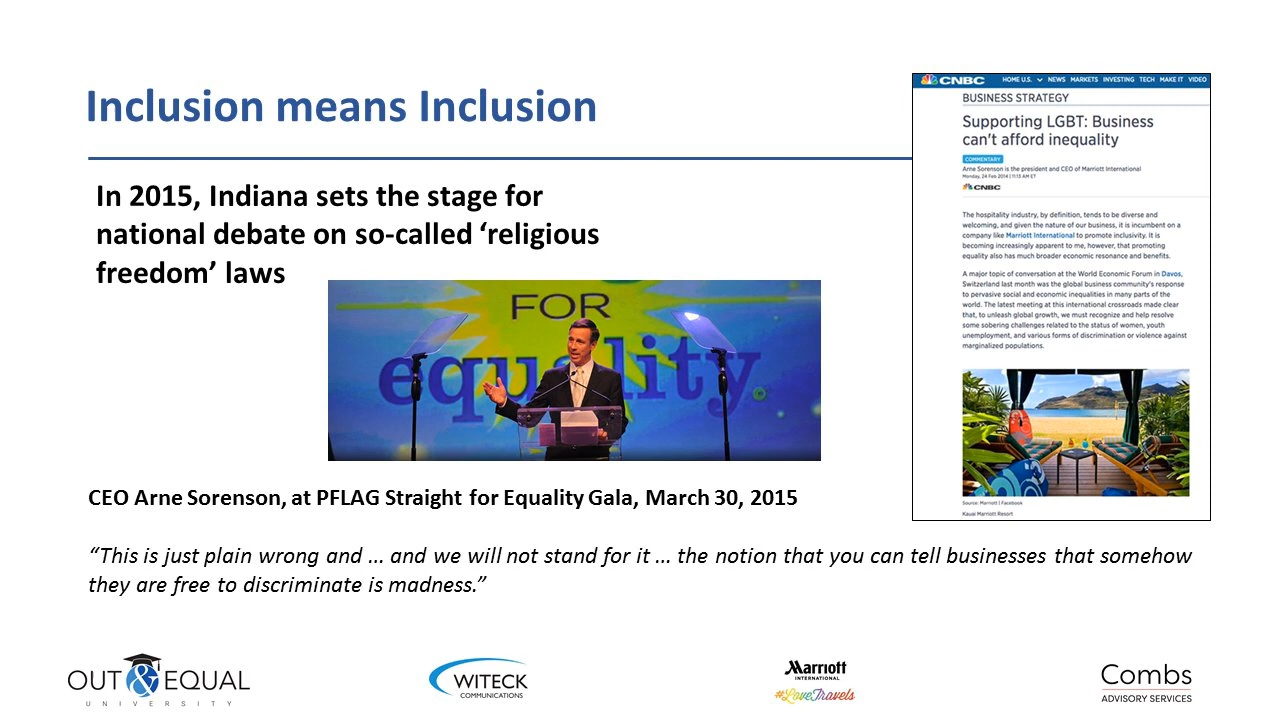 Inclusion means Inclusion
In 2015, Indiana sets the stage for
national debate on so-called ‘religious
freedom’ laws
FOR
equality.
CEO Arne Sorenson, at PFLAG Straight for Equality Gala, March 30, 2015
“This is just plain wrong and … and we will not stand for it … the notion that you can tell businesses that somehow
they are free to discriminate is madness.”
CNBC HOME U.S. NEWS MARKETS INVESTING TECH MAKE IT VIDEO
BUSINESS STRATEGY
Supporting LGBT: Business
can't afford inequality
COMMENTARY
Arne Sorenson is the president and CEO of Marriott International
Monday, 24 Feb 2014 | 11:13 AM ET
CNBC
The hospitality industry, by definition, tends to be diverse and
welcoming, and given the nature of our business, it is incumbent on a
company like Marriott International to promote inclusivity. It is
becoming increasingly apparent to me, however, that promoting
equality also has much broader economic resonance and benefits.
A major topic of conversation at the World Economic Forum in Davos,
Switzerland last month was the global business community's response
to pervasive social and economic inequalities in many parts of the
world. The latest meeting at this international crossroads made clear
that, to unleash global growth, we must recognize and help resolve
some sobering challenges related to the status of women, youth
unemployment, and various forms of discrimination or violence against
marginalized populations.
Source: Marriott | Facebook
Kauai Marriott Resort
OUT & EQUAL
UNIVERSITY
WITECK
COMMUNICATIONS
Marriott
INTERNATIONAL
#LoveTravels
Combs
ADVISORY SERVICES